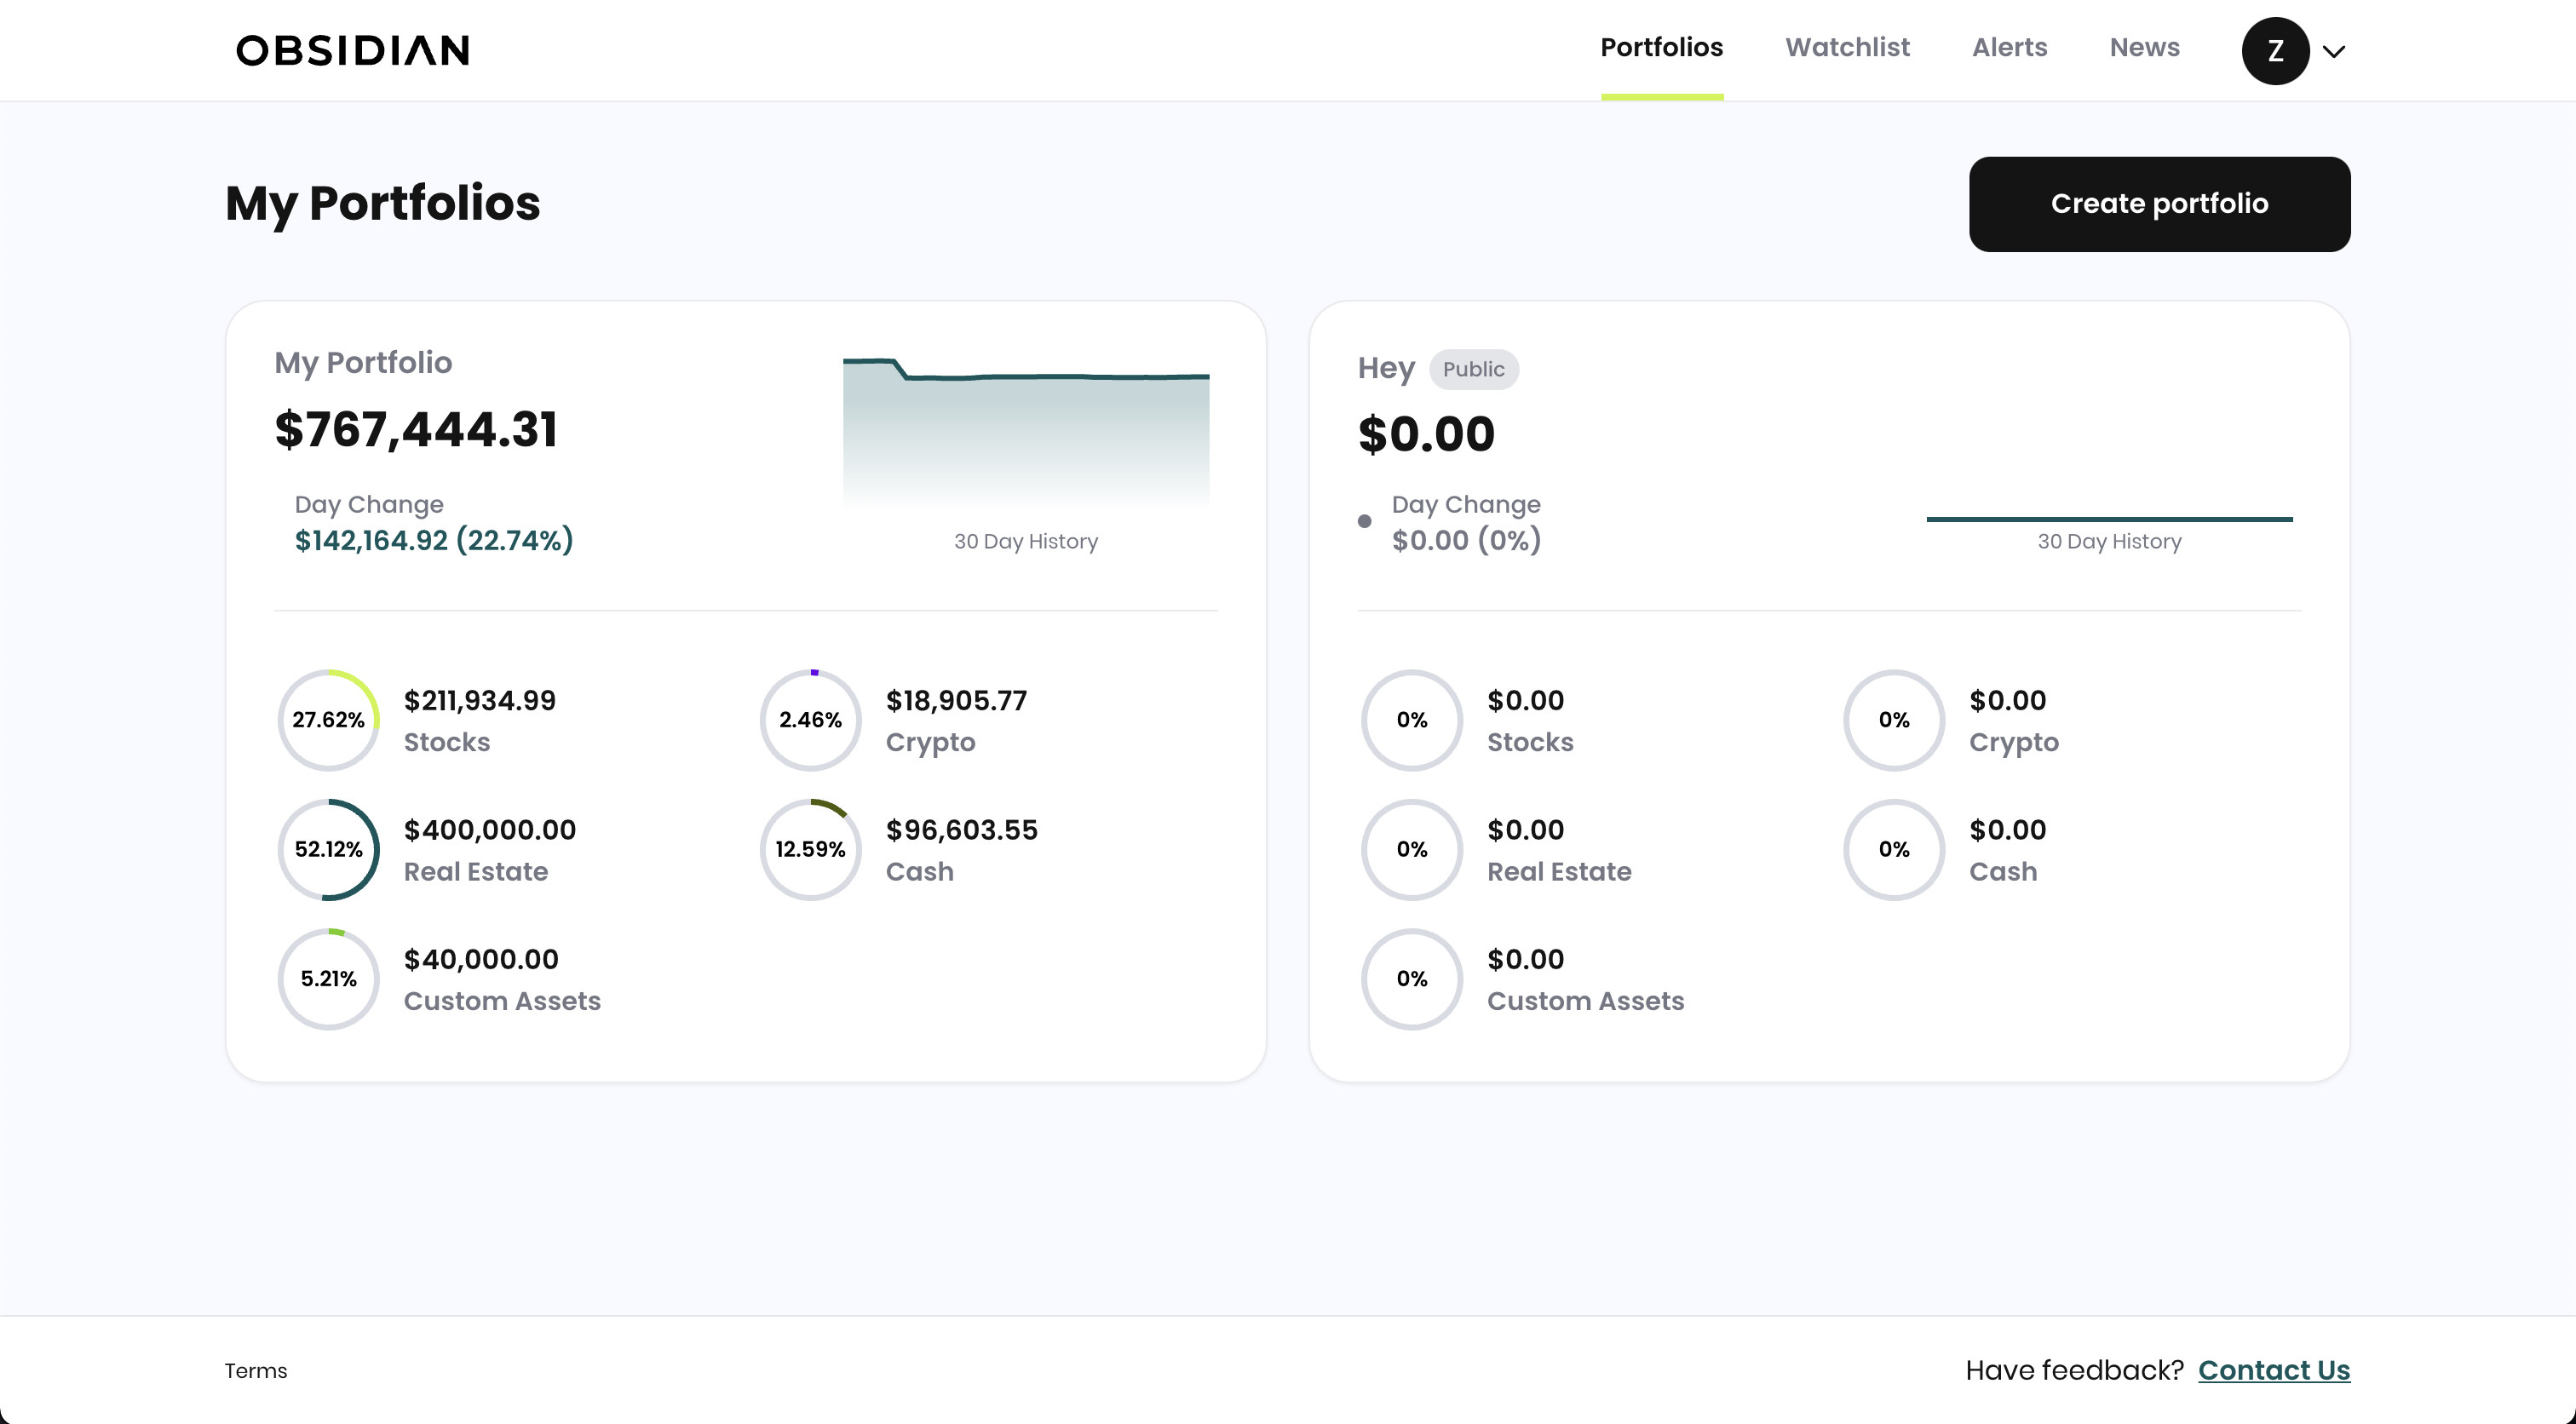 OBSIDIAN
Portfolios
Watchlist
Alerts
News
Z
My Portfolios
Create portfolio
My Portfolio
$767,444.31
Day Change
$142,164.92 (22.74%)
30 Day History
27.62%
$211,934.99
Stocks
2.46%
$18,905.77
Crypto
52.12%
$400,000.00
Real Estate
12.59%
$96,603.55
Cash
5.21%
$40,000.00
Custom Assets
Hey
Public
$0.00
Day Change
$0.00 (0%)
30 Day History
0%
$0.00
Stocks
0%
$0.00
Crypto
0%
$0.00
Real Estate
0%
$0.00
Cash
0%
$0.00
Custom Assets
Terms
Have feedback? Contact Us